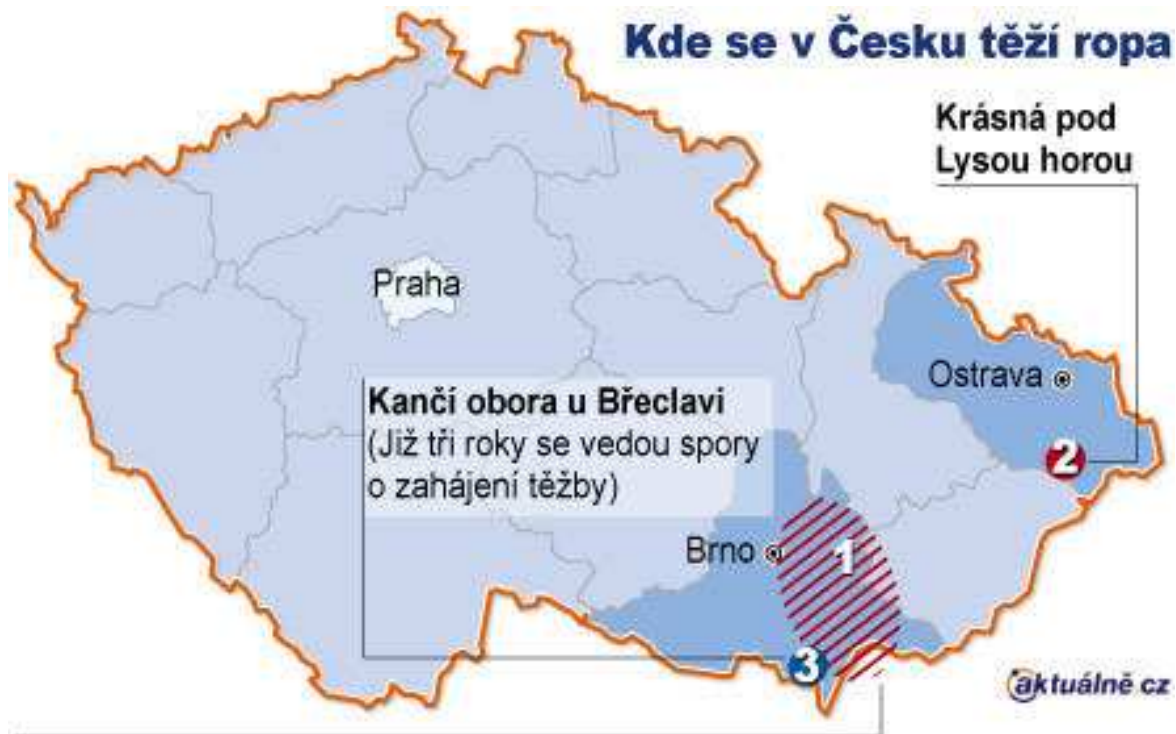 Kde se v Česku těží ropa
Krásná pod
Lysou horou
Praha
Ostrava
Kančí obora u Břeclavi
(Již tři roky se vedou spory
o zahájení těžby)
2
Brno
1
3
aktuálně cz